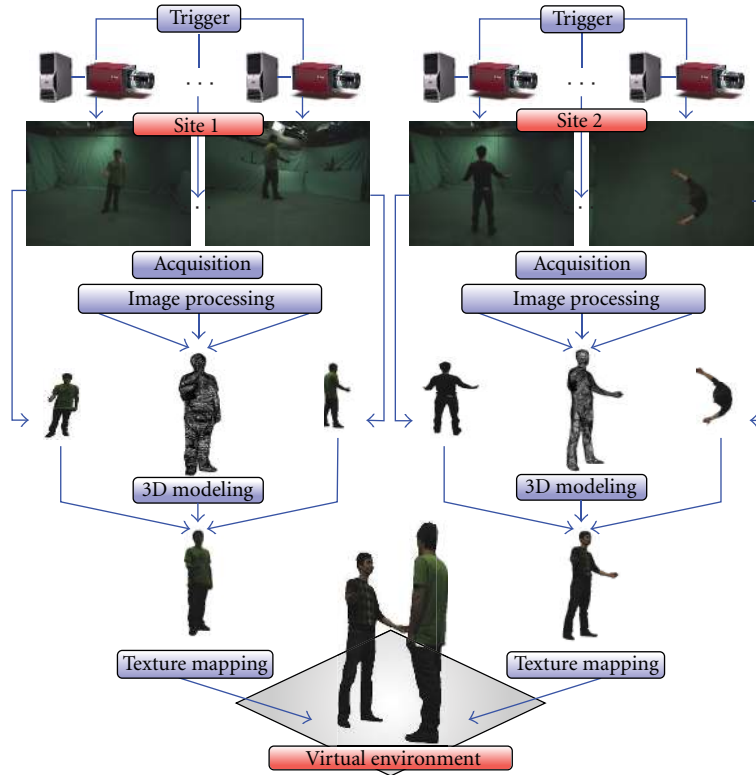 Trigger
Trigger
. . .
. . .
Site 1
Site 2
. .
. .
Acquisition
Acquisition
Image processing
Image processing
3D modeling
3D modeling
Texture mapping
Texture mapping
Virtual environment